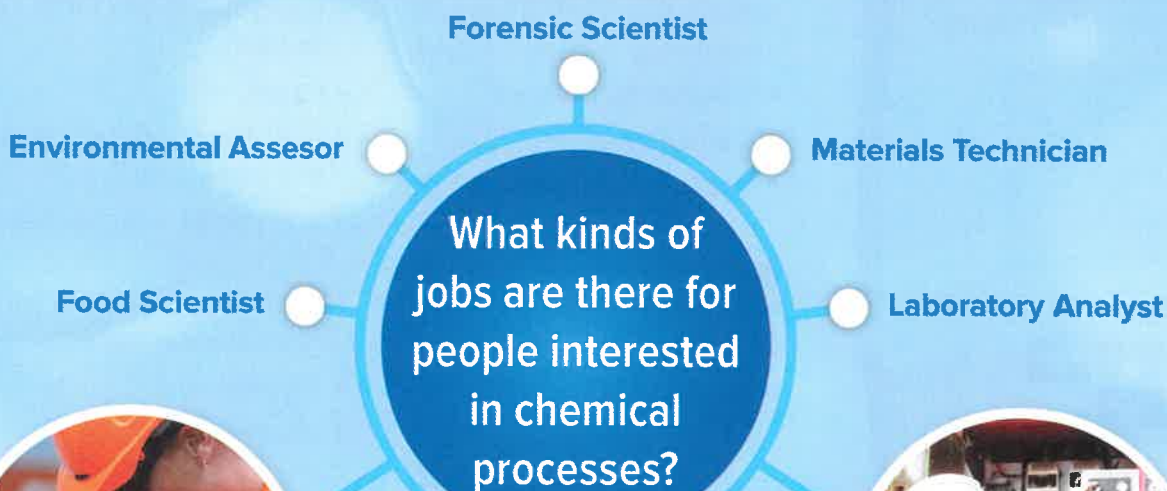 Forensic Scientist
Environmental Assesor
Materials Technician
Food Scientist
Laboratory Analyst
What kinds of
jobs are there for
people interested
in chemical
processes?